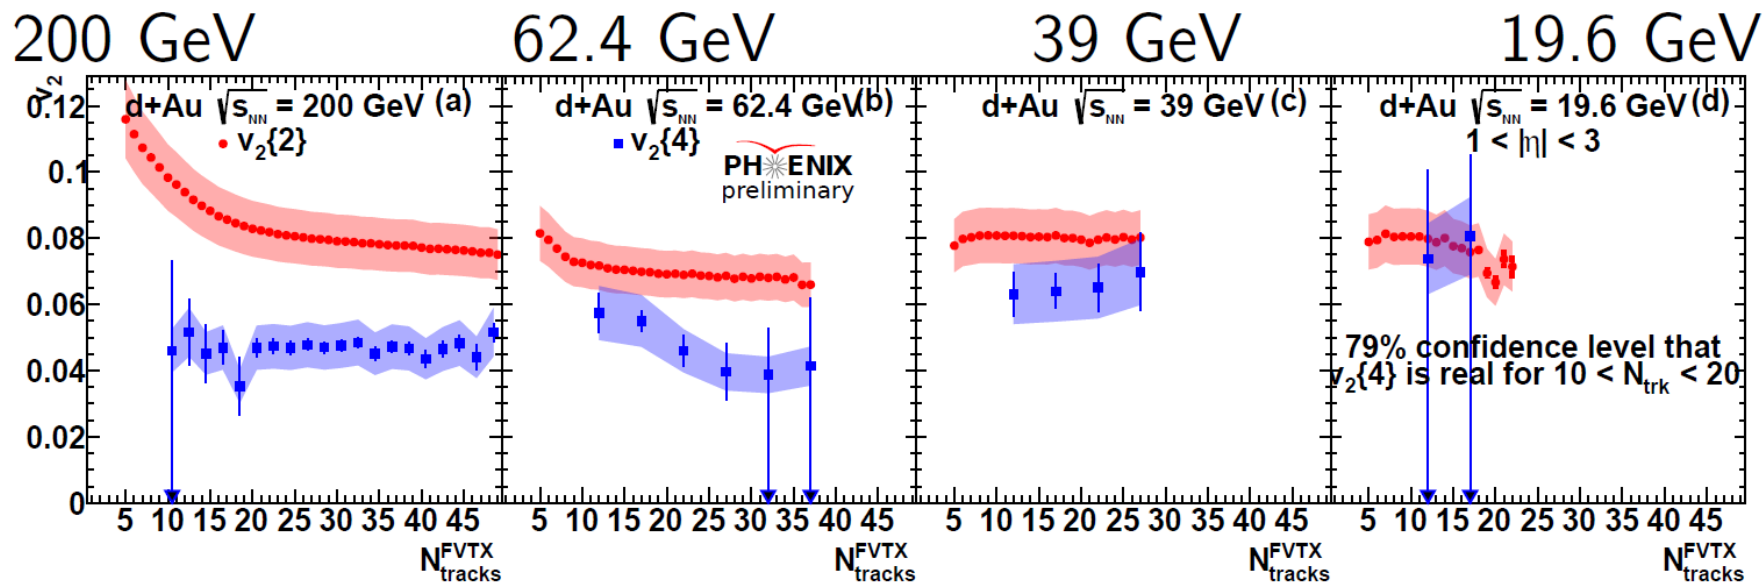 200 GeV 62.4 GeV 39 GeV 19.6 GeV
v2
d+Au √sNN = 200 GeV (a)
v2{2}
d+Au √sNN = 62.4 GeV (b)
v2{4}
PHENIX
preliminary
d+Au √sNN = 39 GeV (c)
d+Au √sNN = 19.6 GeV (d)
1 < |η| < 3
79% confidence level that
v2{4} is real for 10 < Ntrk < 20
0.12
0.1
0.08
0.06
0.04
0.02
0
5 10 15 20 25 30 35 40 45
5 10 15 20 25 30 35 40 45
5 10 15 20 25 30 35 40 45
5 10 15 20 25 30 35 40 45
N FVTX tracks
N FVTX tracks
N FVTX tracks
N FVTX tracks